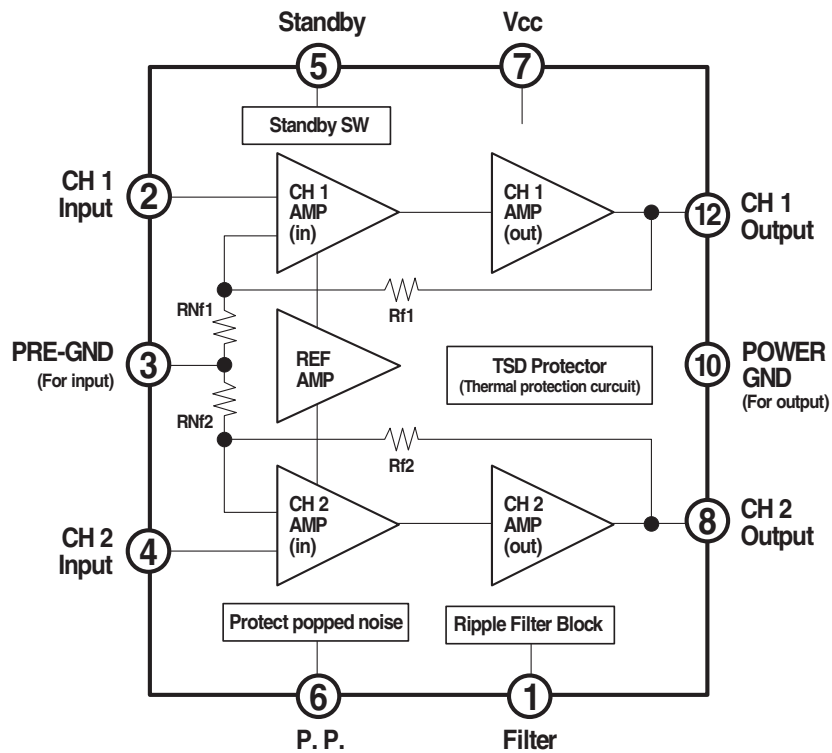 Standby
Vcc
5
7
Standby SW
CH 1
Input
2
CH 1
AMP
(in)
CH 1
AMP
(out)
12
CH 1
Output
RNf1
Rf1
PRE-GND
(For input)
3
REF
AMP
TSD Protector
(Thermal protection curcuit)
10
POWER
GND
(For output)
RNf2
Rf2
CH 2
Input
4
CH 2
AMP
(in)
CH 2
AMP
(out)
8
CH 2
Output
Protect popped noise
Ripple Filter Block
6
1
P. P.
Filter